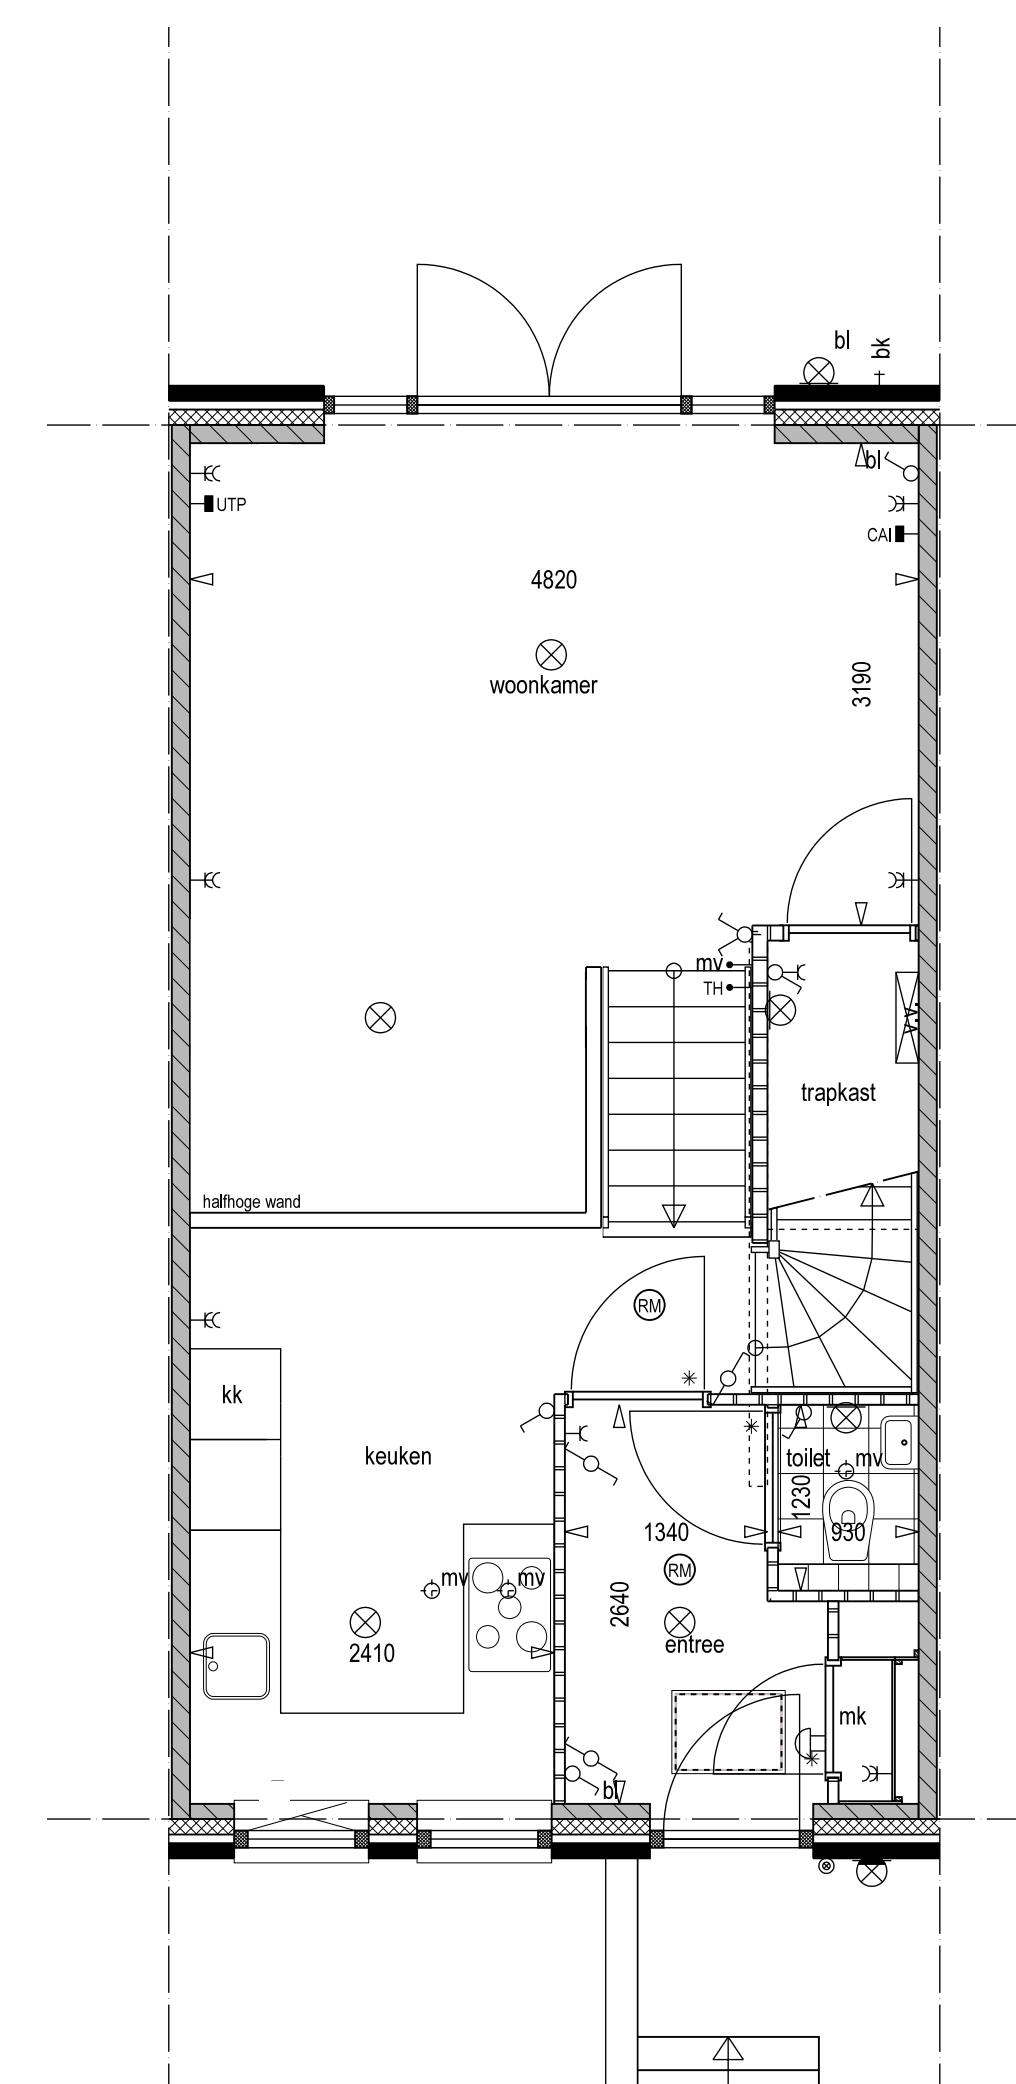 bl
bk
bl
UTP
CAI
4820
woonkamer
3190
mv
TH
trapkast
halfhoge wand
RM
kk
keuken
toilet
mv
1230
1340
930
RM
mv
mv
2640
2410
entree
mk
bl